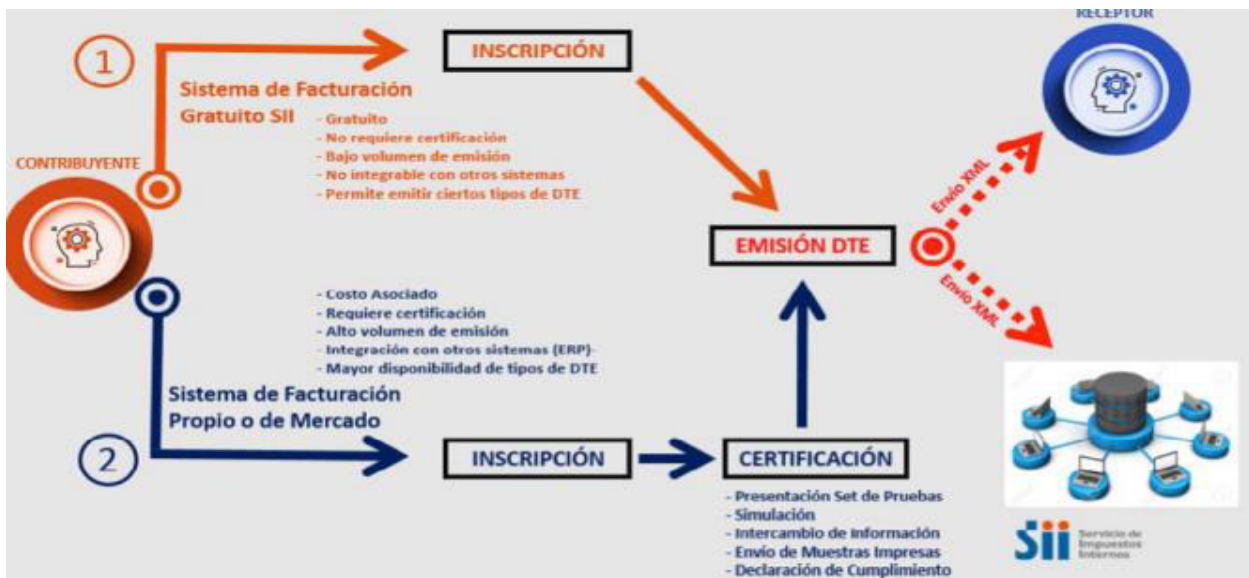 RECEPTOR
1
INSCRIPCIÓN
Sistema de Facturación
Gratuito SII
- Gratuito
- No requiere certificación
- Bajo volumen de emisión
- No integrable con otros sistemas
- Permite emitir ciertos tipos de DTE
CONTRIBUYENTE
EMISIÓN DTE
Envío XML
Envío XML
- Costo Asociado
- Requiere certificación
- Alto volumen de emisión
- Integración con otros sistemas (ERP)-
- Mayor disponibilidad de tipos de DTE
Sistema de Facturación
Propio o de Mercado
2
INSCRIPCIÓN
CERTIFICACIÓN
- Presentación Set de Pruebas
- Simulación
- Intercambio de Información
- Envío de Muestras Impresas
- Declaración de Cumplimiento
Sii
Servicio de
Impuestos
Internos